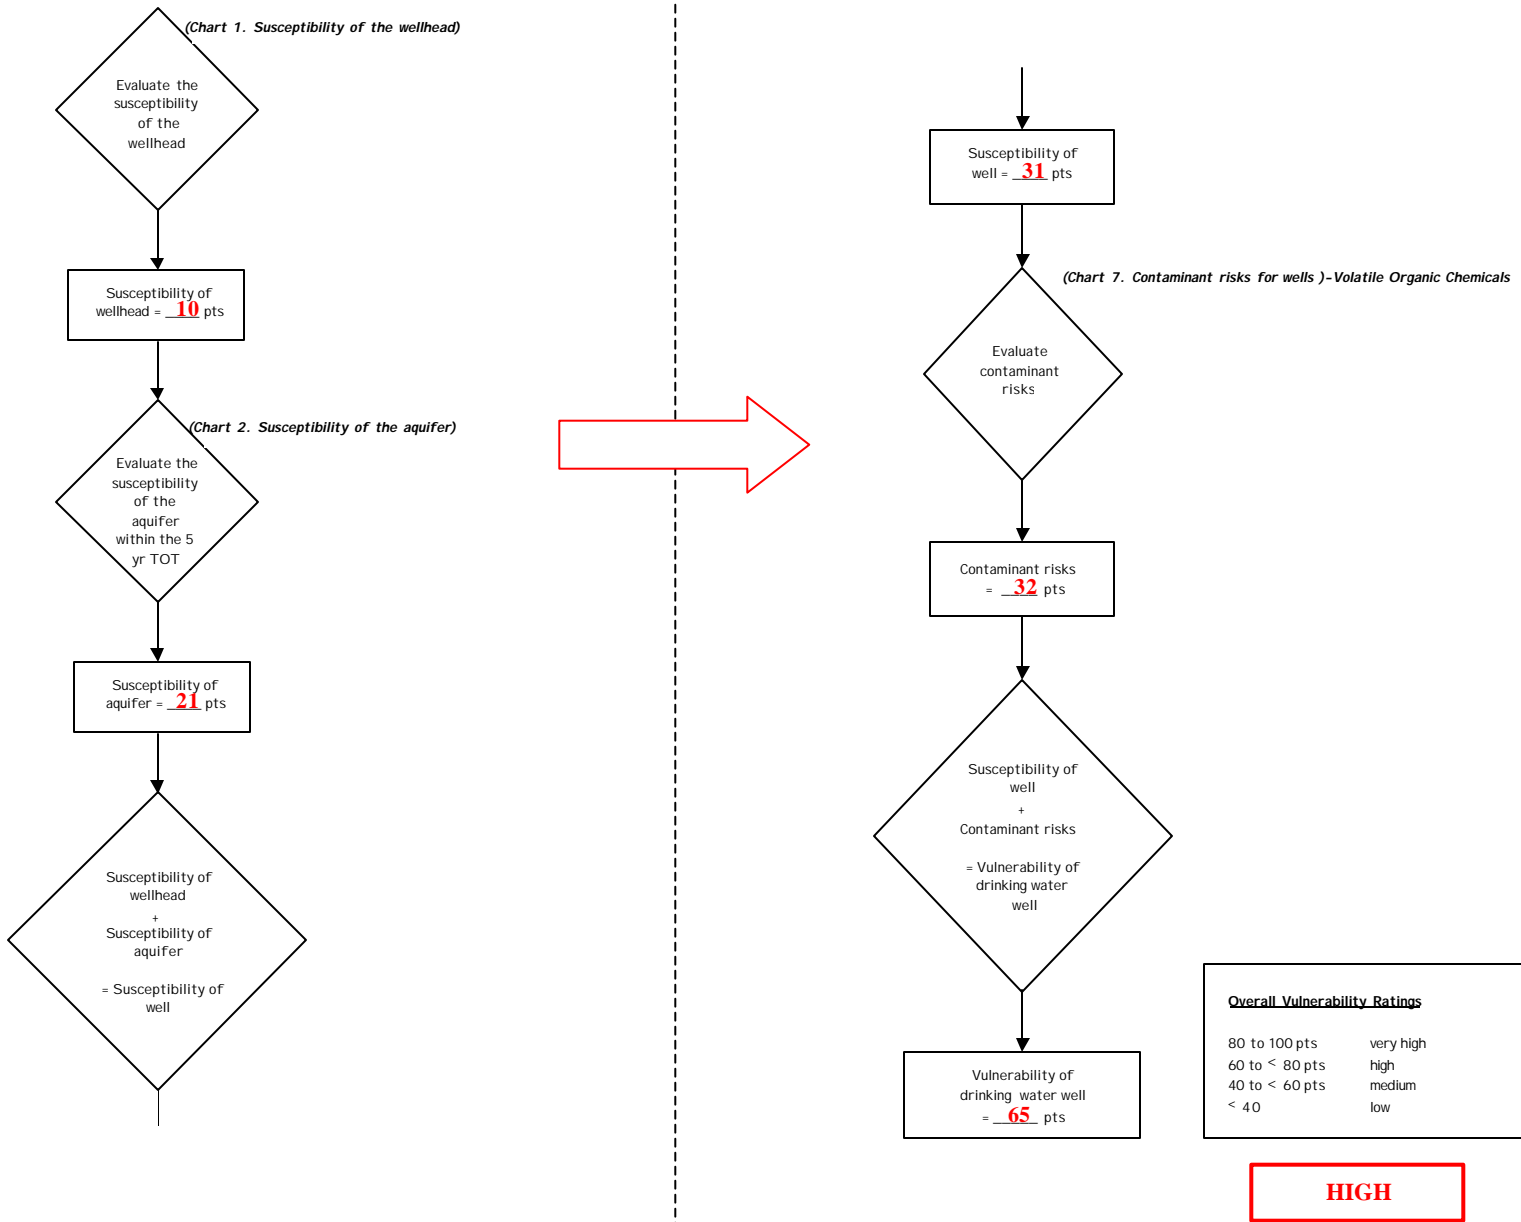 (Chart 1. Susceptibility of the wellhead)
Evaluate the
susceptibility
of the
wellhead
Susceptibility of
wellhead = 10 pts
(Chart 2. Susceptibility of the aquifer)
Evaluate the
susceptibility
of the
aquifer
within the 5
yr TOT
Susceptibility of
aquifer = 21 pts
Susceptibility of
wellhead
+
Susceptibility of
aquifer
= Susceptibility of
well
Susceptibility of
well = 31 pts
(Chart 7. Contaminant risks for wells )-Volatile Organic Chemicals
Evaluate
contaminant
risks
Contaminant risks
= 32 pts
Susceptibility of
well
+
Contaminant risks
= Vulnerability of
drinking water
well
Vulnerability of
drinking water well
= 65 pts
Overall Vulnerability Ratings
80 to 100 pts very high
60 to < 80 pts high
40 to < 60 pts medium
< 40 low
HIGH